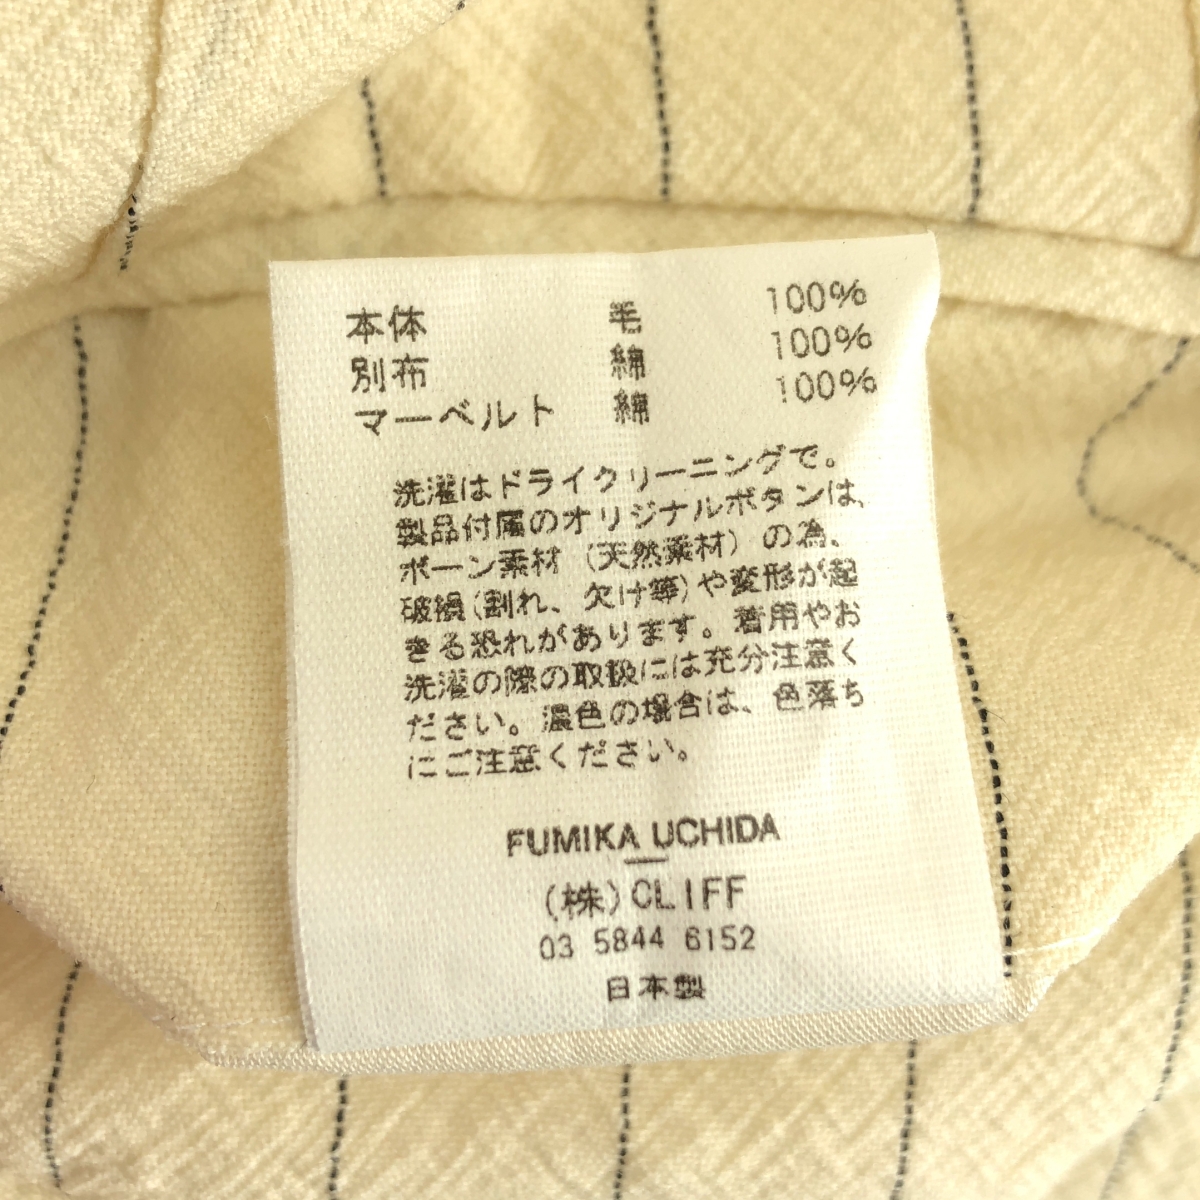 本体 毛 100%
別布 綿 100%
マーベルト 綿 100%
洗濯はドライクリーニングで。
製品付属のオリジナルボタンは、
ボーン素材（天然素材）の為、
破損(割れ、欠け等)や変形が起
きる恐れがあります。着用やお
洗濯の際の取扱には充分注意く
ださい。濃色の場合は、色落ち
にご注意ください。
FUMIKA UCHIDA
(株)CLIFF
03 5844 6152
日本製